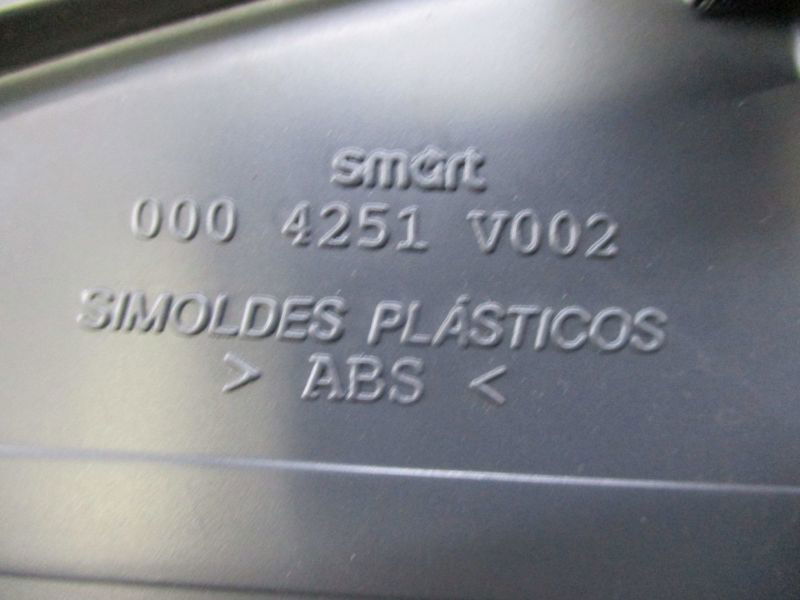 smart
000 4251 V002
SIMOLDES PLÁSTICOS
> ABS <